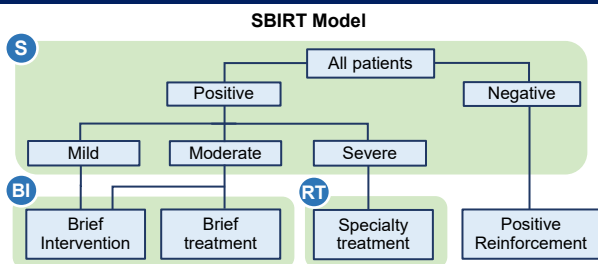 SBIRT Model
S
All patients
Positive
Negative
Mild
Moderate
Severe
BI
RT
Brief
Intervention
Brief
treatment
Specialty
treatment
Positive
Reinforcement